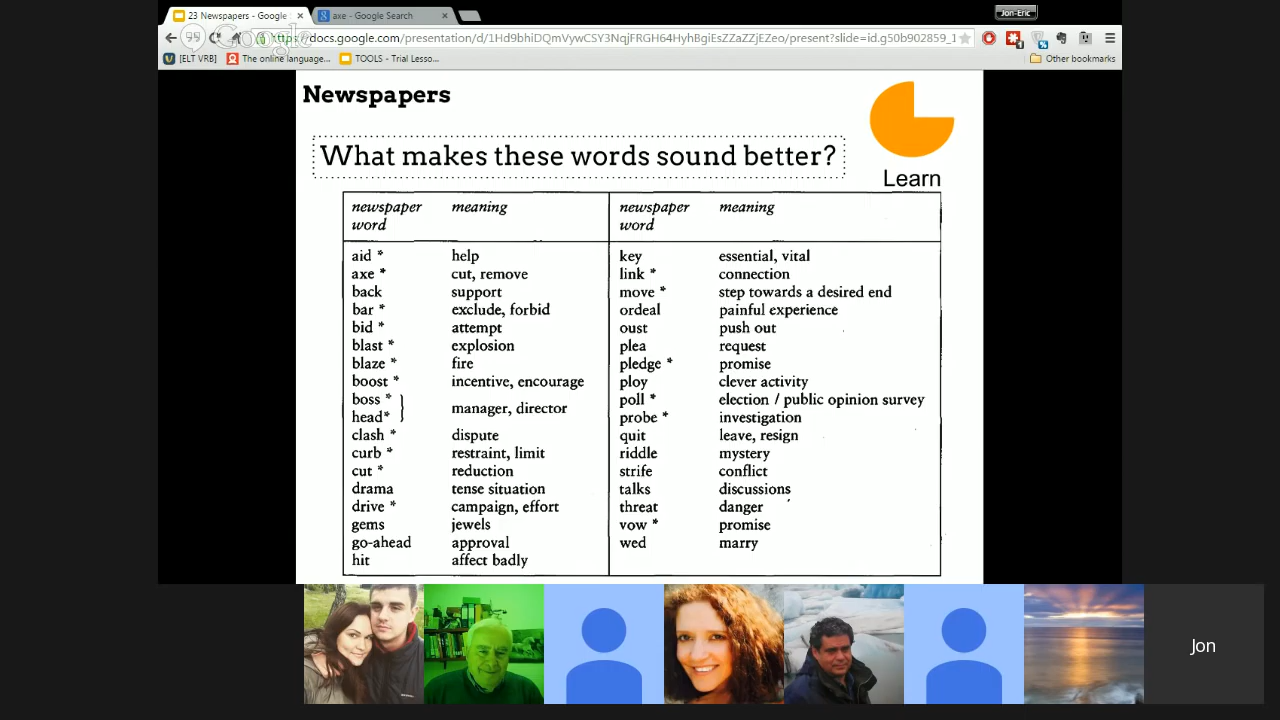 23 Newspapers - Google
axe - Google Search
Jon-Eric
Google
https://docs.google.com/presentation/d/1Hd9bhiDQmVywCSY3NqjFRGH64HyhBgiEsZZaZZjEZeo/present?slide=id.g50b902859_1
[ELT VRB]
The online language...
TOOLS - Trial Lesso...
Other bookmarks
Newspapers
What makes these words sound better?
Learn
newspaper word meaning
aid * help
axe * cut, remove
back support
bar * exclude, forbid
bid * attempt
blast * explosion
blaze * fire
boost * incentive, encourage
boss *
head* } manager, director
clash * dispute
curb * restraint, limit
cut * reduction
drama tense situation
drive * campaign, effort
gems jewels
go-ahead approval
hit affect badly
newspaper word meaning
key essential, vital
link * connection
move * step towards a desired end
ordeal painful experience
oust push out
plea request
pledge * promise
ploy clever activity
poll * election / public opinion survey
probe * investigation
quit leave, resign
riddle mystery
strife conflict
talks discussions
threat danger
vow * promise
wed marry
Jon